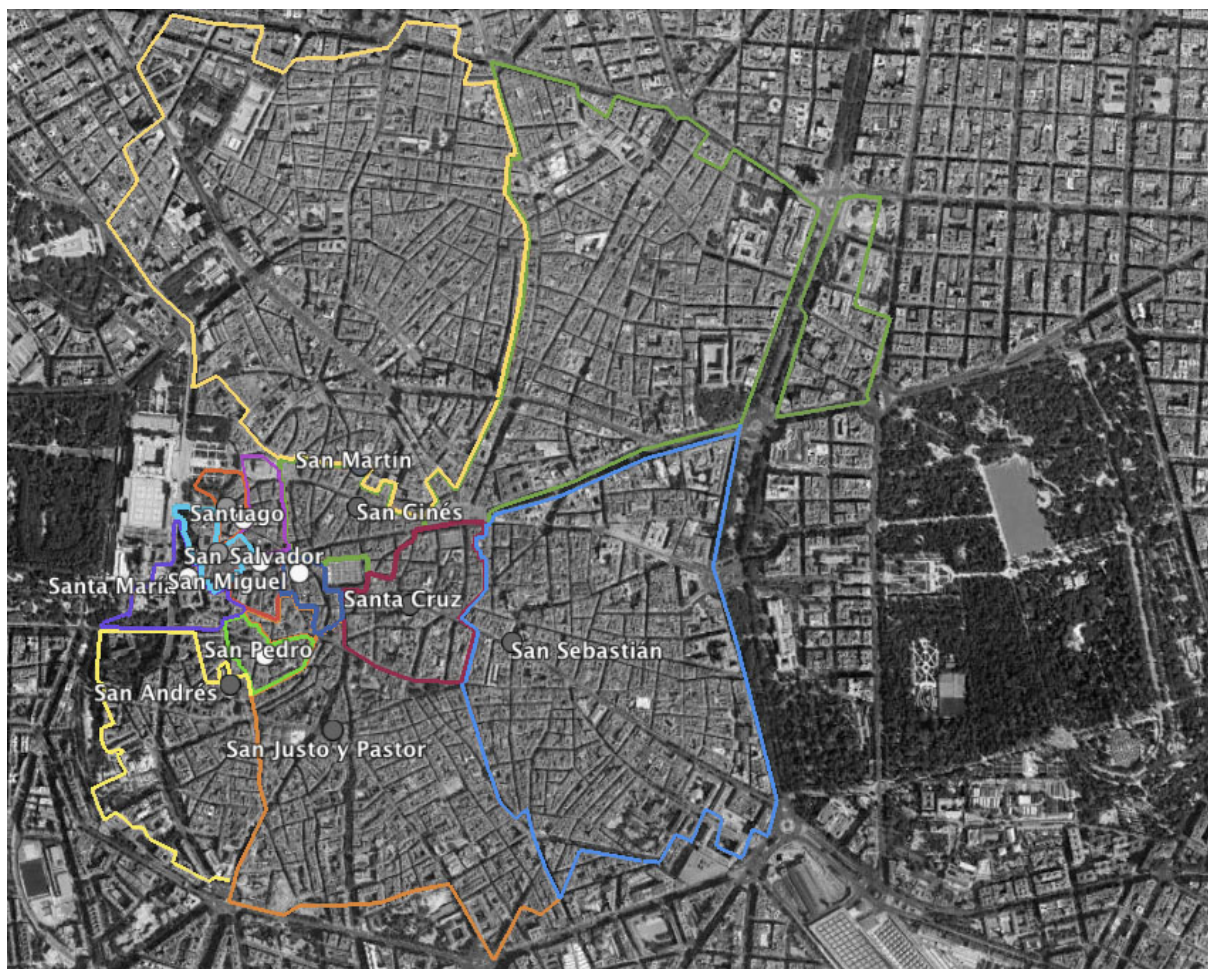 San Martín
San Ginés
Santiago
San Salvador
Santa María
San Miguel
Santa Cruz
San Pedro
San Sebastián
San Andrés
San Justo y Pastor